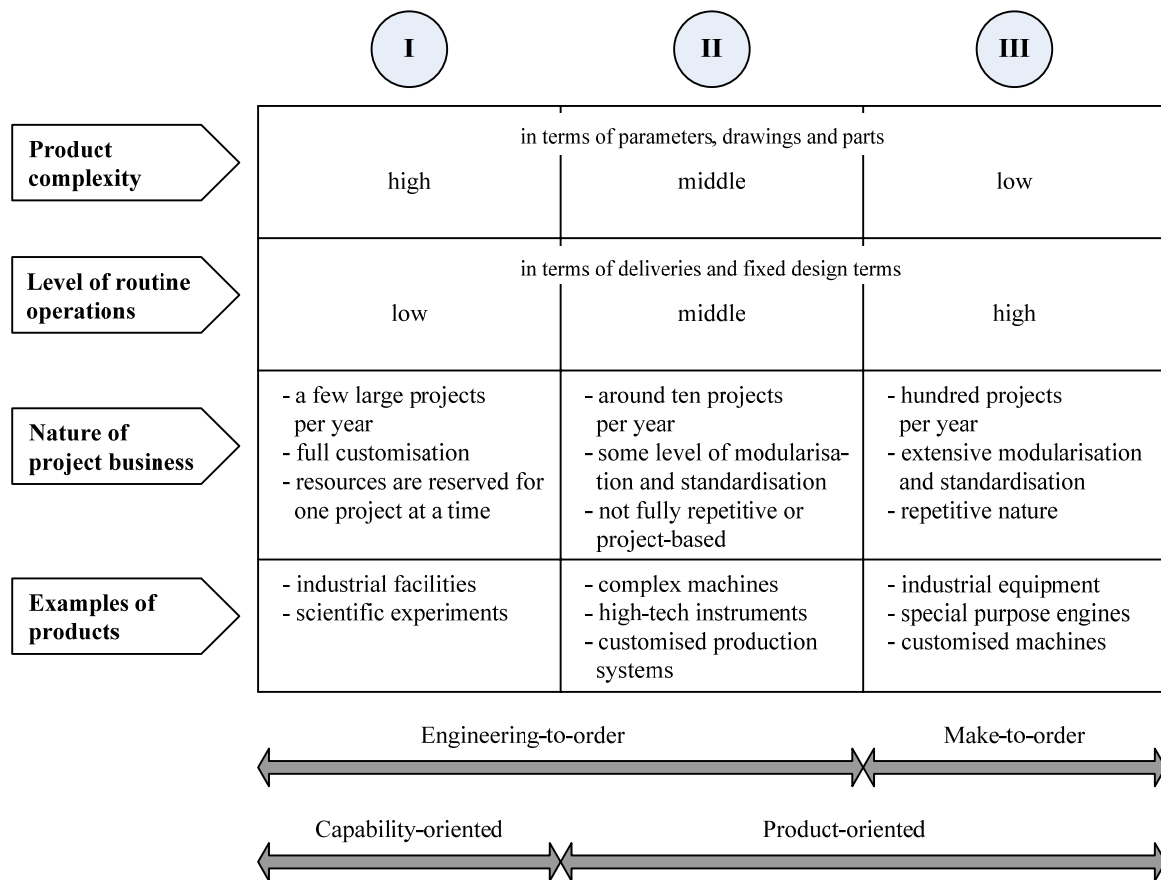 I II III
Product
complexity
in terms of parameters, drawings and parts
high middle low
Level of routine
operations
in terms of deliveries and fixed design terms
low middle high
Nature of
project business
- a few large projects
per year
- full customisation
- resources are reserved for
one project at a time
- around ten projects
per year
- some level of modularisa-
tion and standardisation
- not fully repetitive or
project-based
- hundred projects
per year
- extensive modularisation
and standardisation
- repetitive nature
Examples of
products
- industrial facilities
- scientific experiments
- complex machines
- high-tech instruments
- customised production
systems
- industrial equipment
- special purpose engines
- customised machines
Engineering-to-order Make-to-order
Capability-oriented Product-oriented